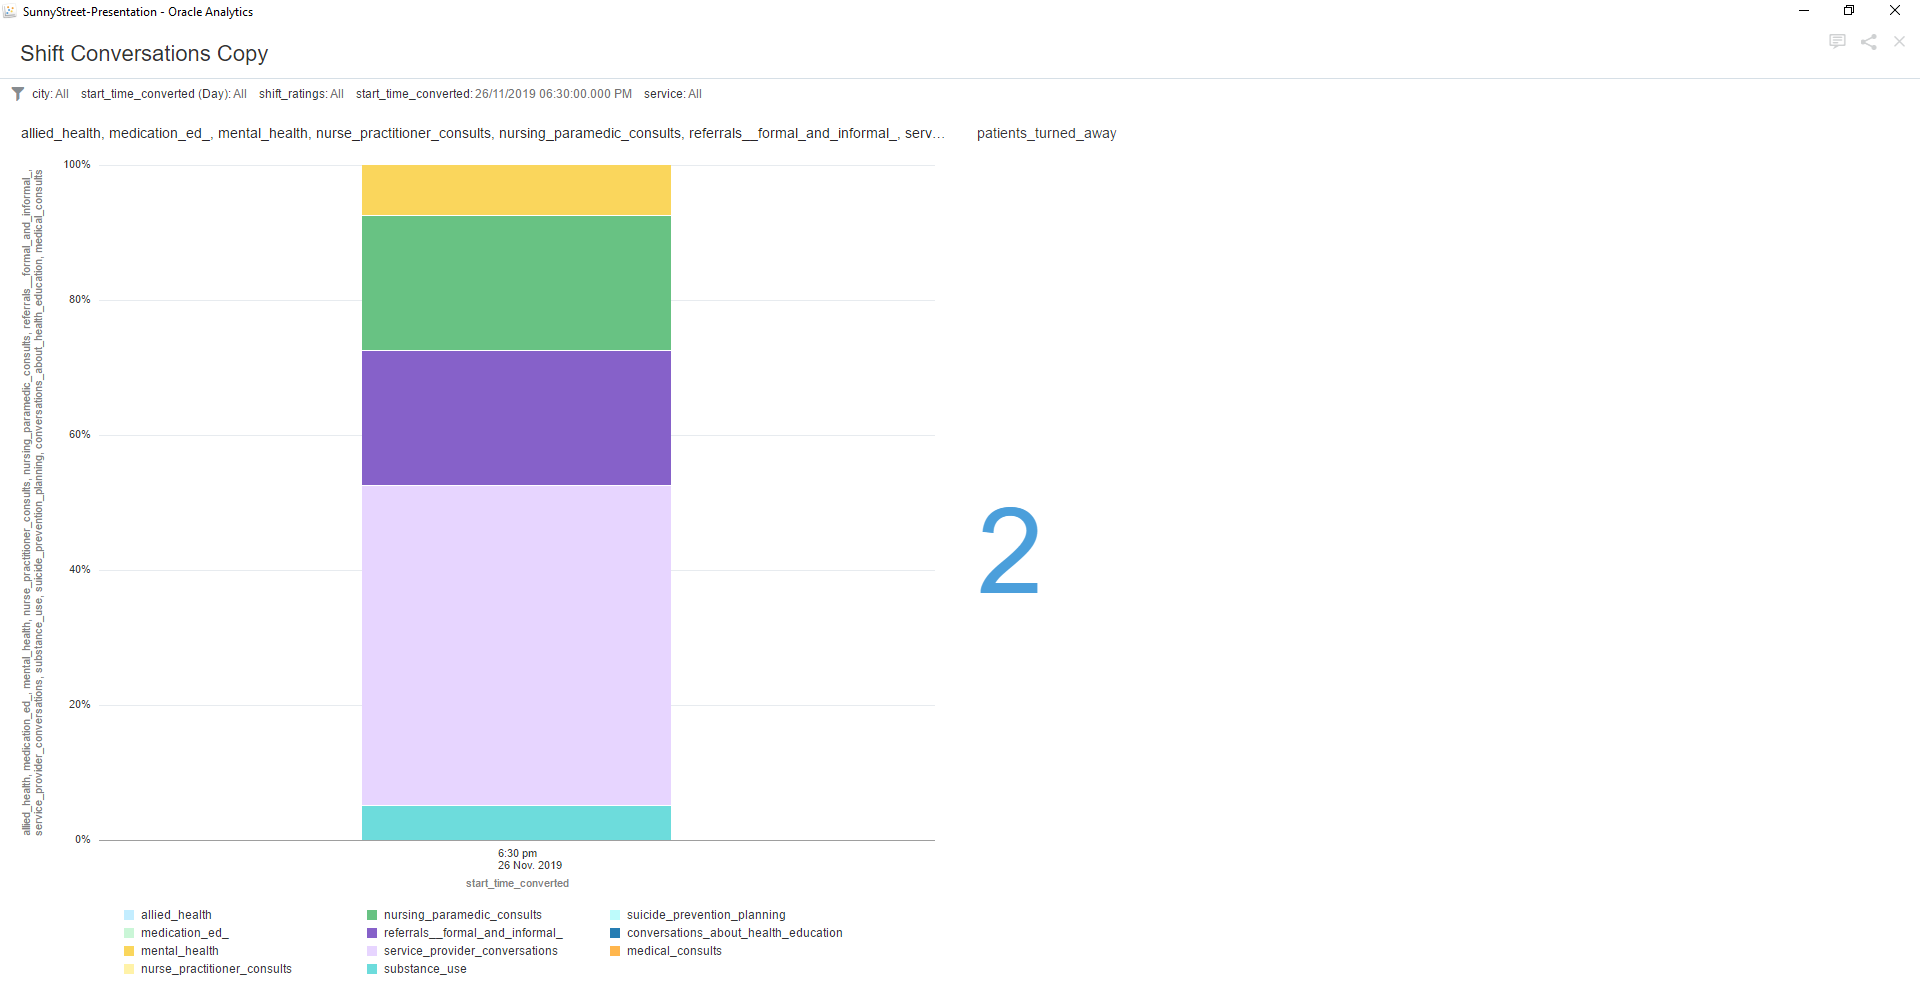 SunnyStreet-Presentation - Oracle Analytics
Shift Conversations Copy
city: All start_time_converted (Day): All shift_ratings: All start_time_converted: 26/11/2019 06:30:00.000 PM service: All
allied_health, medication_ed_, mental_health, nurse_practitioner_consults, nursing_paramedic_consults, referrals__formal_and_informal_, serv…
patients_turned_away
allied_health, medication_ed_, mental_health, nurse_practitioner_consults, nursing_paramedic_consults, referrals__formal_and_informal_,
service_provider_conversations, substance_use, suicide_prevention_planning, conversations_about_health_education, medical_consults
100%
80%
60%
40%
20%
0%
2
6:30 pm
26 Nov. 2019
start_time_converted
allied_health
medication_ed_
mental_health
nurse_practitioner_consults
nursing_paramedic_consults
referrals__formal_and_informal_
service_provider_conversations
substance_use
suicide_prevention_planning
conversations_about_health_education
medical_consults